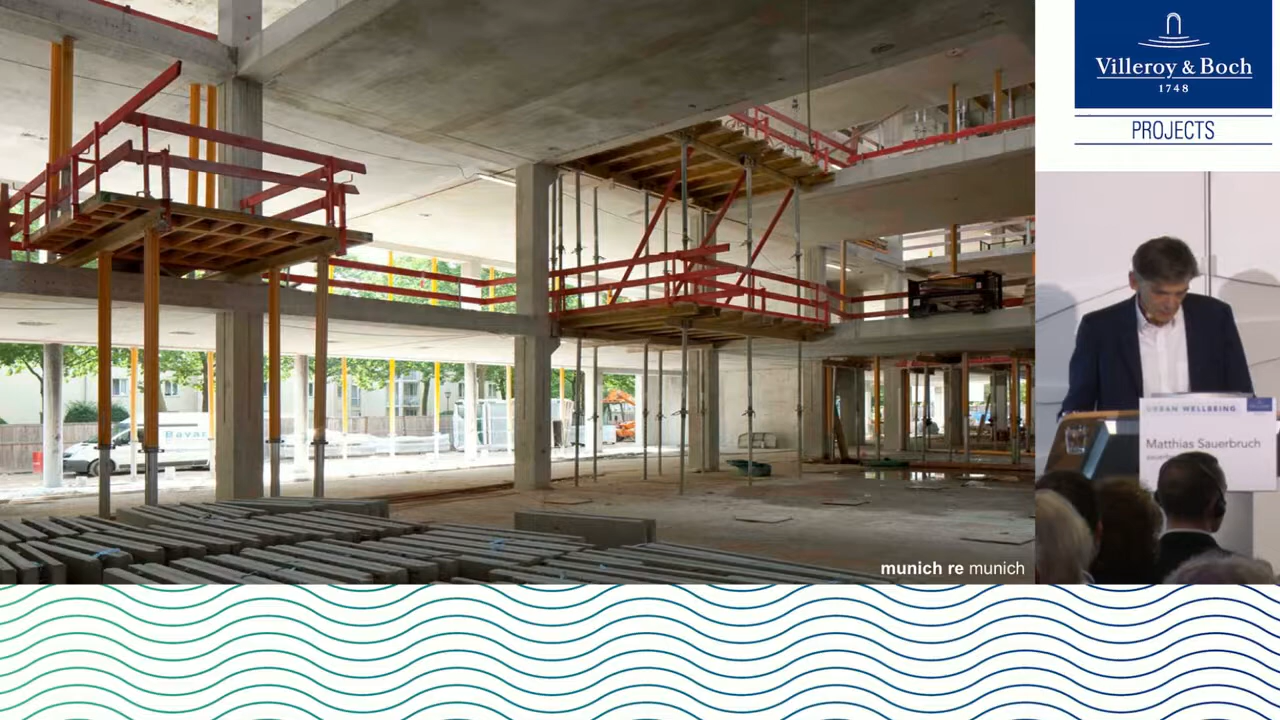 Villeroy & Boch
1748
PROJECTS
URBAN WELLBEING
Matthias Sauerbruch
munich re munich